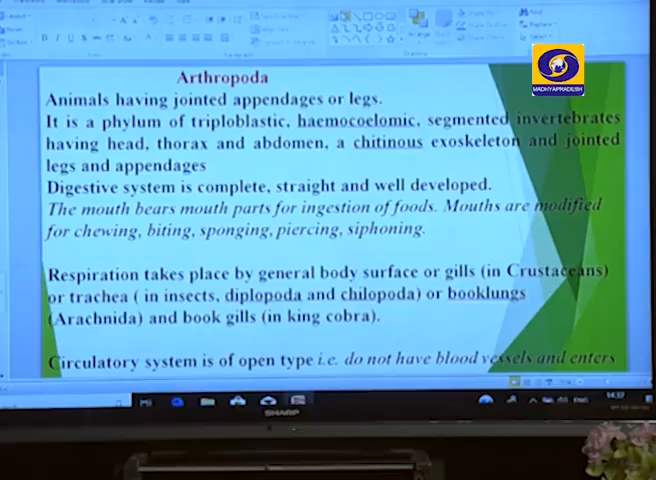 MADHYAPRADESH
Arthropoda
Animals having jointed appendages or legs.
It is a phylum of triploblastic, haemocoelomic, segmented invertebrates
having head, thorax and abdomen, a chitinous exoskeleton and jointed
legs and appendages
Digestive system is complete, straight and well developed.
The mouth bears mouth parts for ingestion of foods. Mouths are modified
for chewing, biting, sponging, piercing, siphoning.
Respiration takes place by general body surface or gills (in Crustaceans)
or trachea ( in insects, diplopoda and chilopoda) or booklungs
(Arachnida) and book gills (in king cobra).
Circulatory system is of open type i.e. do not have blood vessels and enters
14:37
SHARP